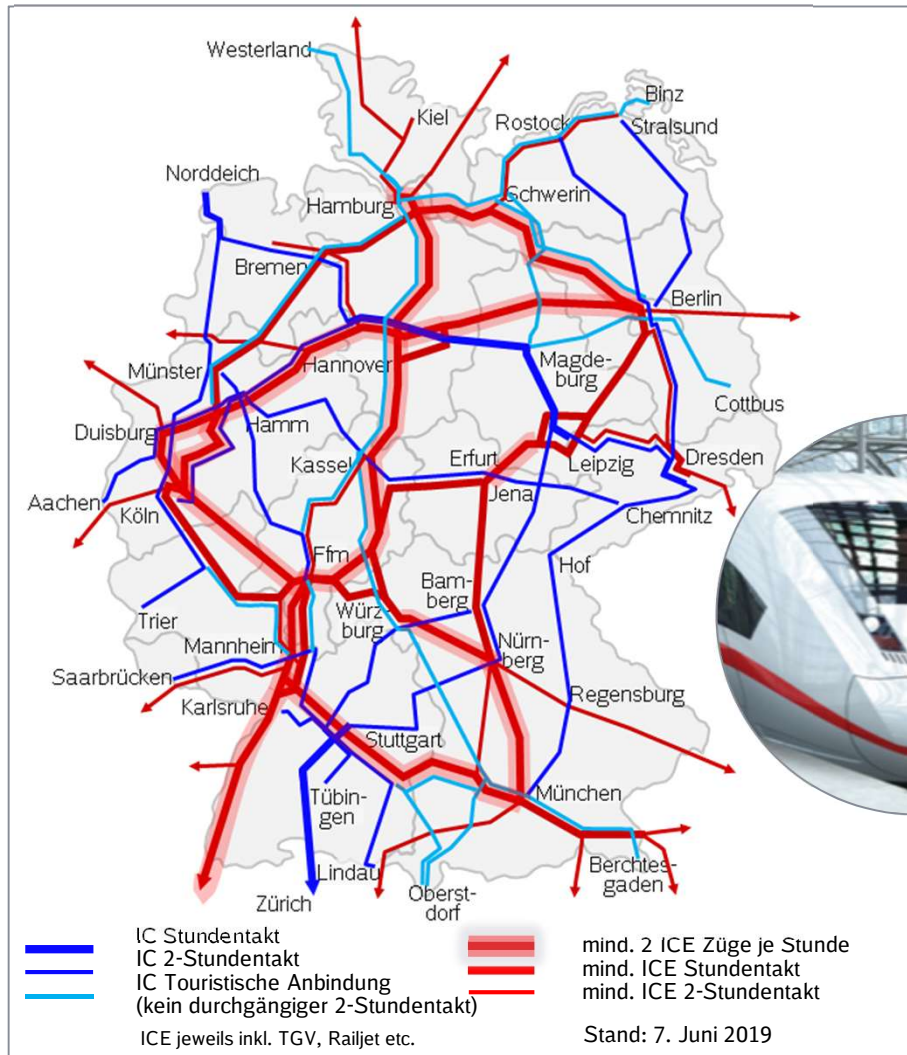 Westerland
Binz
Kiel
Rostock
Stralsund
Norddeich
Hamburg
Schwerin
Bremen
Berlin
Hannover
Magde-
burg
Münster
Cottbus
Duisburg
Hamm
Kassel
Erfurt
Leipzig
Dresden
Aachen
Jena
Köln
Chemnitz
Ffm
Hof
Bam-
berg
Trier
Würz-
burg
Mannheim
Nürn-
berg
Saarbrücken
Regensburg
Karlsruhe
Stuttgart
Tübin-
gen
München
Lindau
Berchtes-
gaden
Zürich
Oberst-
dorf
IC Stundentakt
IC 2-Stundentakt
IC Touristische Anbindung
(kein durchgängiger 2-Stundentakt)
ICE jeweils inkl. TGV, Railjet etc.
mind. 2 ICE Züge je Stunde
mind. ICE Stundentakt
mind. ICE 2-Stundentakt
Stand: 7. Juni 2019